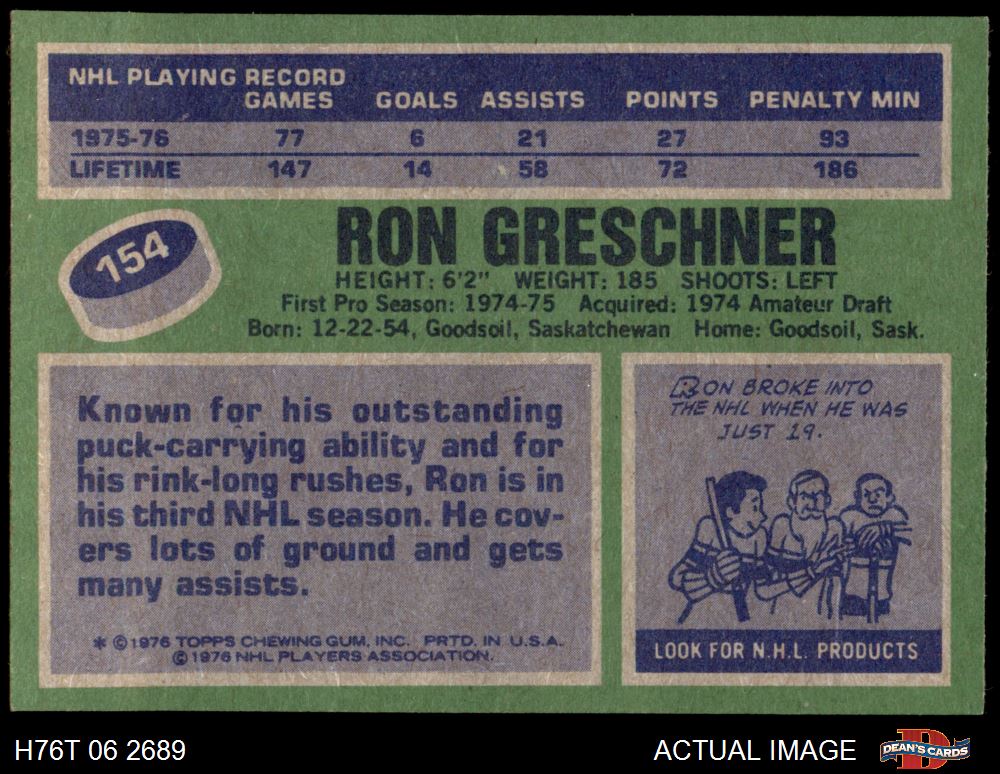 NHL PLAYING RECORD
GAMES GOALS ASSISTS POINTS PENALTY MIN
1975-76 77 6 21 27 93
LIFETIME 147 14 58 72 186
154
RON GRESCHNER
HEIGHT: 6'2" WEIGHT: 185 SHOOTS: LEFT
First Pro Season: 1974-75 Acquired: 1974 Amateur Draft
Born: 12-22-54, Goodsoil, Saskatchewan Home: Goodsoil, Sask.
Known for his outstanding
puck-carrying ability and for
his rink-long rushes, Ron is in
his third NHL season. He cov-
ers lots of ground and gets
many assists.
* © 1976 TOPPS CHEWING GUM, INC. PRTD. IN U.S.A.
© 1976 NHL PLAYERS ASSOCIATION.
RON BROKE INTO
THE NHL WHEN HE WAS
JUST 19.
LOOK FOR N.H.L. PRODUCTS
H76T 06 2689 ACTUAL IMAGE
DEAN'S CARDS